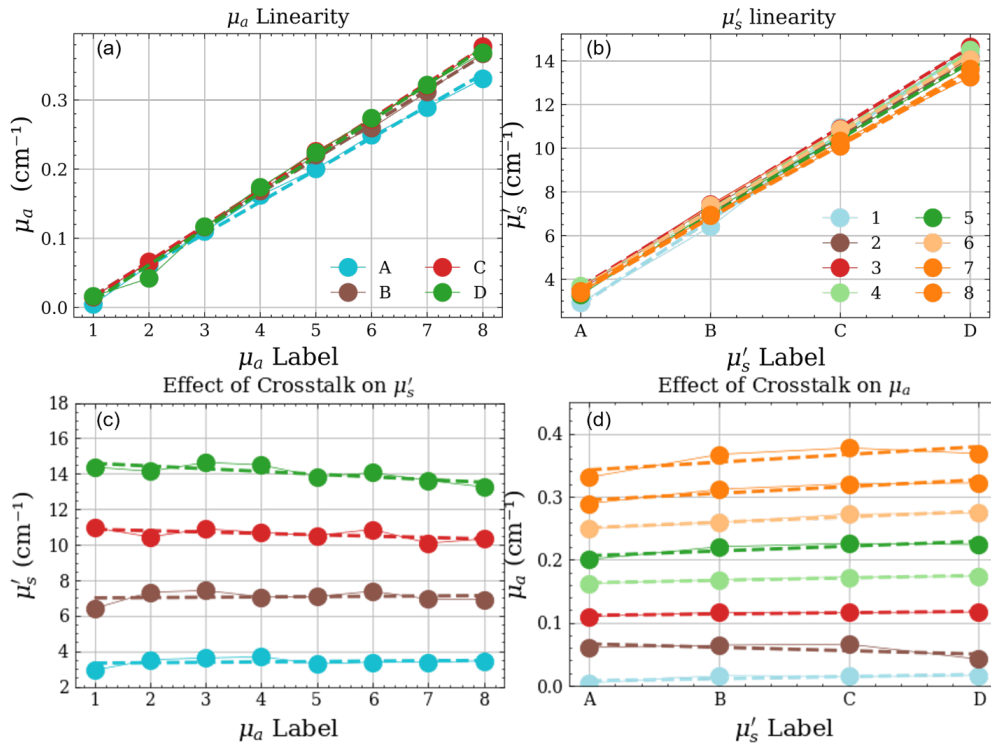 μₐ Linearity
(a)
0.3
0.2
0.1
0.0
μₐ (cm⁻¹)
1 2 3 4 5 6 7 8
μₐ Label
A C
B D
μ′ₛ linearity
(b)
14
12
10
8
6
4
μ′ₛ (cm⁻¹)
A B C D
μ′ₛ Label
1 5
2 6
3 7
4 8
Effect of Crosstalk on μ′ₛ
(c)
18
16
14
12
10
8
6
4
2
μ′ₛ (cm⁻¹)
1 2 3 4 5 6 7 8
μₐ Label
Effect of Crosstalk on μₐ
(d)
0.4
0.3
0.2
0.1
0.0
μₐ (cm⁻¹)
A B C D
μ′ₛ Label